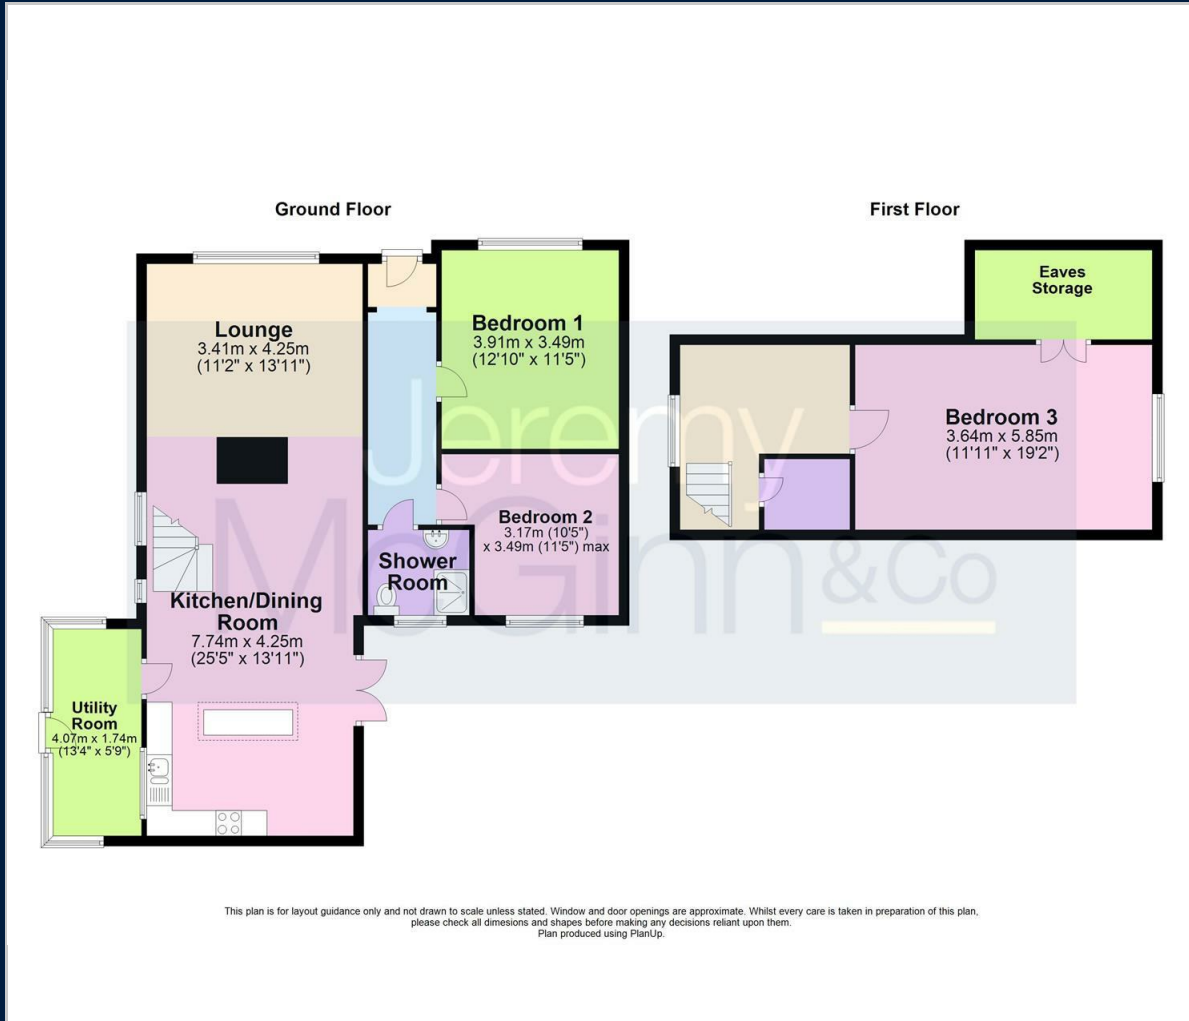 Ground Floor
First Floor
Lounge
3.41m x 4.25m
(11'2" x 13'11")
Bedroom 1
3.91m x 3.49m
(12'10" x 11'5")
Bedroom 2
3.17m (10'5")
x 3.49m (11'5") max
Shower
Room
Kitchen/Dining
Room
7.74m x 4.25m
(25'5" x 13'11")
Utility
Room
4.07m x 1.74m
(13'4" x 5'9")
Eaves
Storage
Bedroom 3
3.64m x 5.85m
(11'11" x 19'2")
Jeremy
McGinn & Co
This plan is for layout guidance only and not drawn to scale unless stated. Window and door openings are approximate. Whilst every care is taken in preparation of this plan,
please check all dimesions and shapes before making any decisions reliant upon them.
Plan produced using PlanUp.